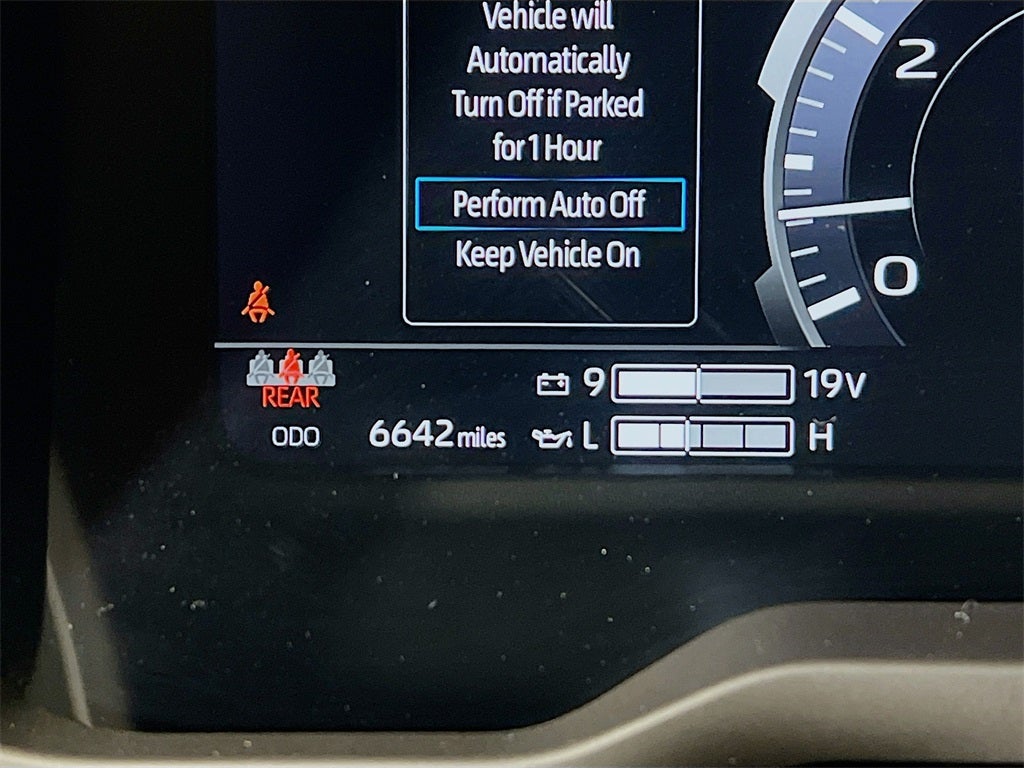 Vehicle will
Automatically
Turn Off if Parked
for 1 Hour
Perform Auto Off
Keep Vehicle On
2
0
REAR
9 19V
ODO 6642 miles
L H